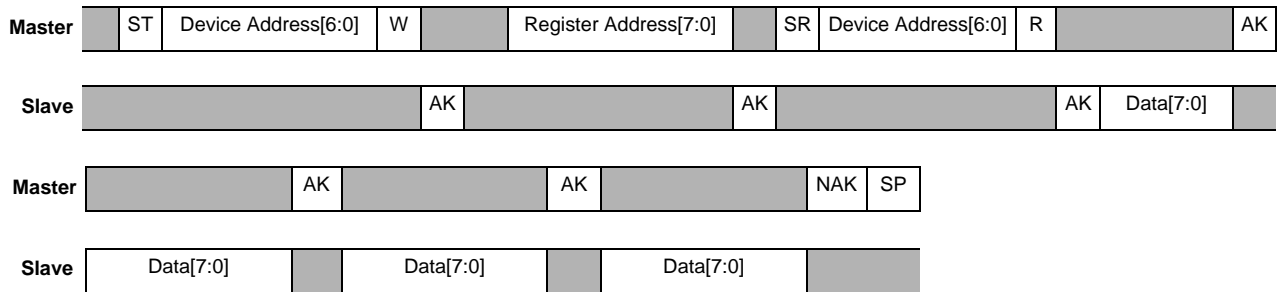 Master ST Device Address[6:0] W Register Address[7:0] SR Device Address[6:0] R AK
Slave AK AK AK Data[7:0]
Master AK AK NAK SP
Slave Data[7:0] Data[7:0] Data[7:0]